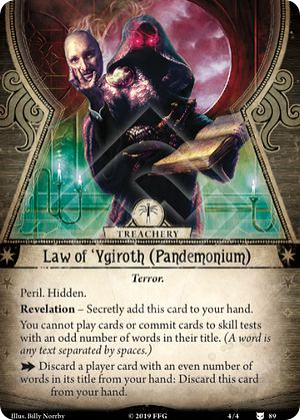 TREACHERY
Law of ‘Ygiroth (Pandemonium)
Terror.
Peril. Hidden.
Revelation – Secretly add this card to your hand.
You cannot play cards or commit cards to skill tests
with an odd number of words in their title. (A word is
any text separated by spaces.)
Discard a player card with an even number of
words in its title from your hand: Discard this card
from your hand.
Illus. Billy Norrby © 2019 FFG 4/4 89